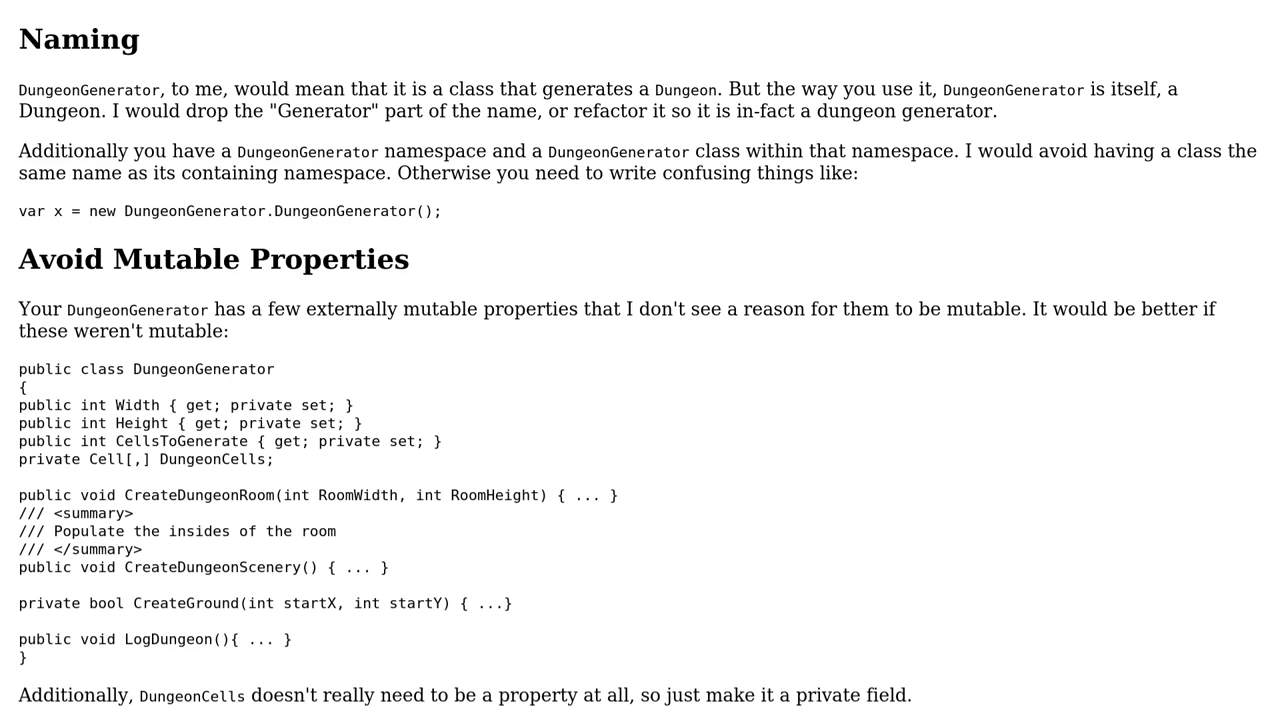 Naming
DungeonGenerator, to me, would mean that it is a class that generates a Dungeon. But the way you use it, DungeonGenerator is itself, a
Dungeon. I would drop the "Generator" part of the name, or refactor it so it is in-fact a dungeon generator.
Additionally you have a DungeonGenerator namespace and a DungeonGenerator class within that namespace. I would avoid having a class the
same name as its containing namespace. Otherwise you need to write confusing things like:
var x = new DungeonGenerator.DungeonGenerator();
Avoid Mutable Properties
Your DungeonGenerator has a few externally mutable properties that I don't see a reason for them to be mutable. It would be better if
these weren't mutable:
public class DungeonGenerator
{
public int Width { get; private set; }
public int Height { get; private set; }
public int CellsToGenerate { get; private set; }
private Cell[,] DungeonCells;
public void CreateDungeonRoom(int RoomWidth, int RoomHeight) { ... }
/// <summary>
/// Populate the insides of the room
/// </summary>
public void CreateDungeonScenery() { ... }
private bool CreateGround(int startX, int startY) { ...}
public void LogDungeon(){ ... }
}
Additionally, DungeonCells doesn't really need to be a property at all, so just make it a private field.